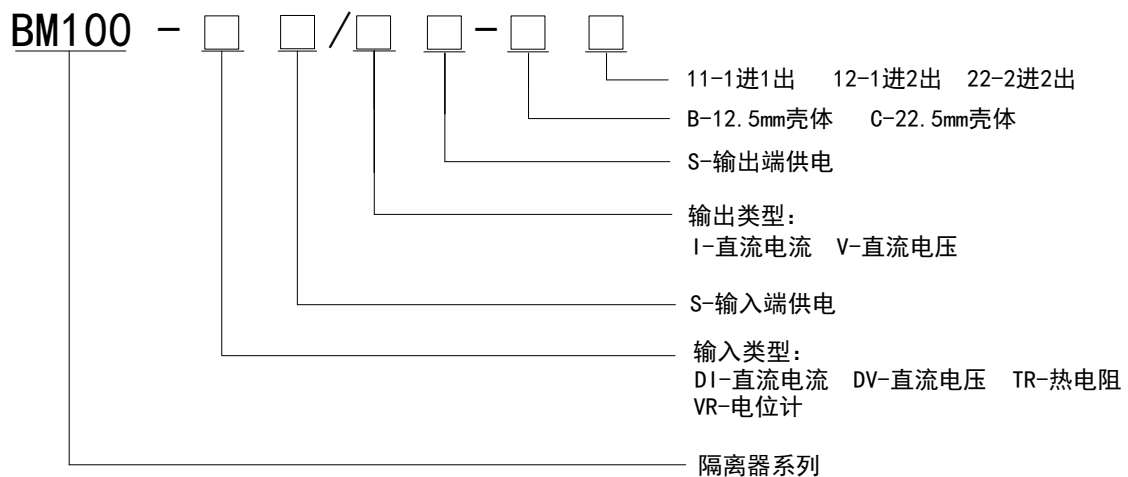 BM100 - □ □/□ □-□ □
11-1进1出 12-1进2出 22-2进2出
B-12.5mm壳体 C-22.5mm壳体
S-输出端供电
输出类型：
I-直流电流 V-直流电压
S-输入端供电
输入类型：
DI-直流电流 DV-直流电压 TR-热电阻
VR-电位计
隔离器系列